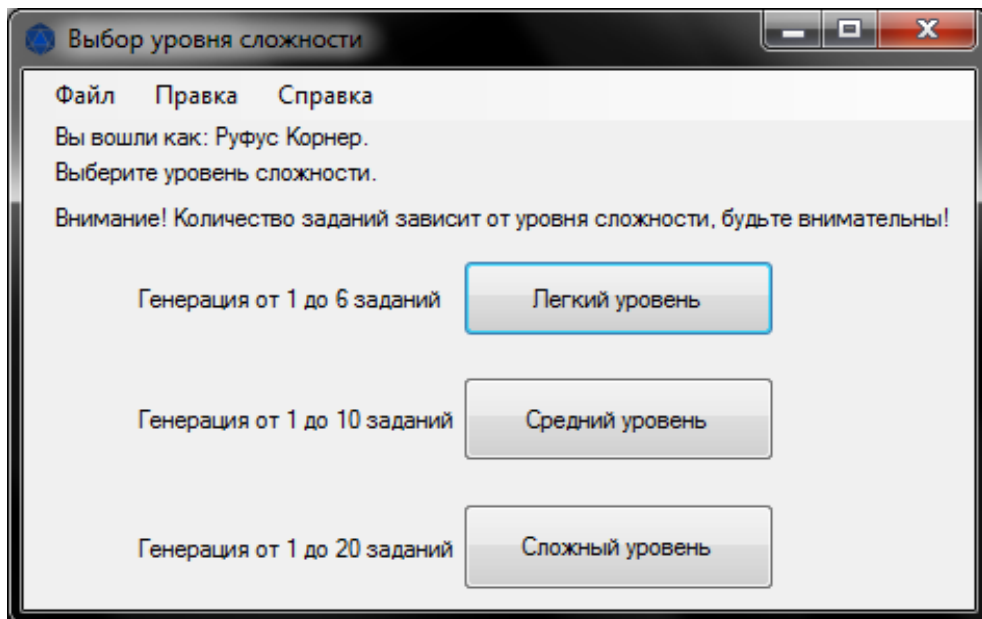 Выбор уровня сложности
Файл Правка Справка
Вы вошли как: Руфус Корнер.
Выберите уровень сложности.
Внимание! Количество заданий зависит от уровня сложности, будьте внимательны!
Генерация от 1 до 6 заданий Легкий уровень
Генерация от 1 до 10 заданий Средний уровень
Генерация от 1 до 20 заданий Сложный уровень